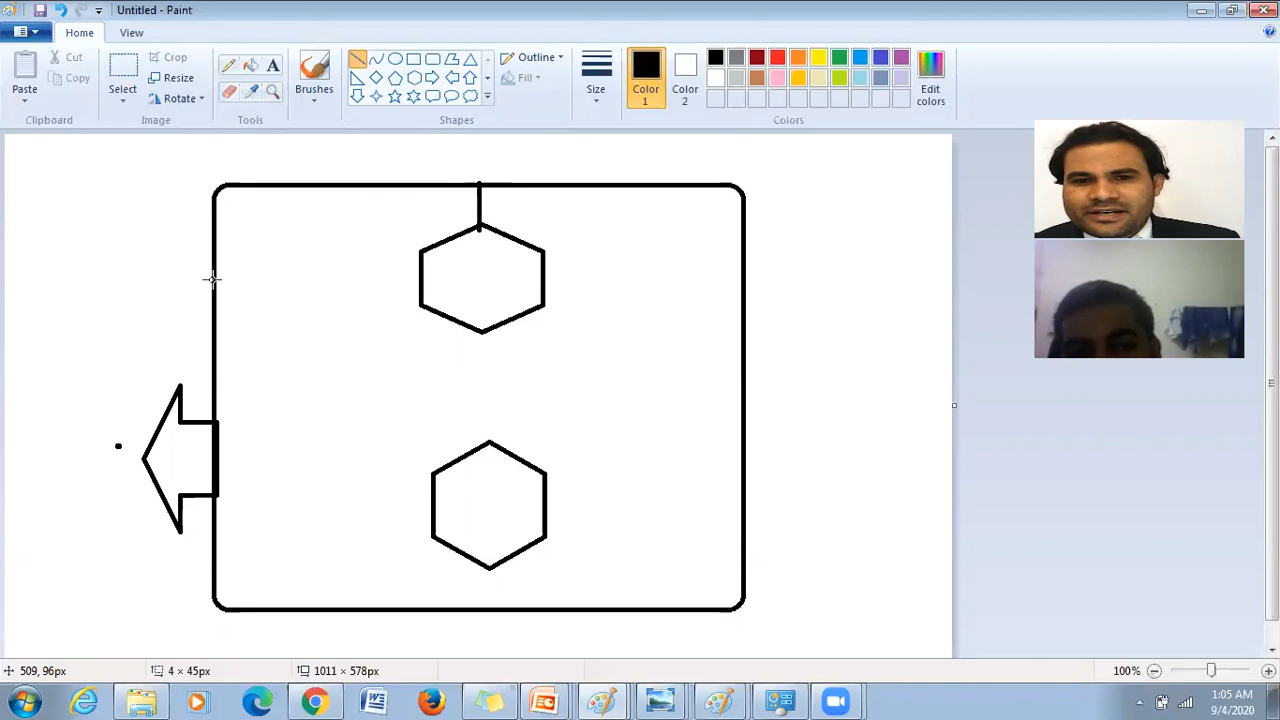 Untitled - Paint
Home
View
Paste
Cut
Copy
Clipboard
Select
Crop
Resize
Rotate
Image
Tools
Brushes
Shapes
Outline
Fill
Size
Color
1
Color
2
Edit
colors
Colors
509, 96px
4 × 45px
1011 × 578px
100%
1:05 AM
9/4/2020